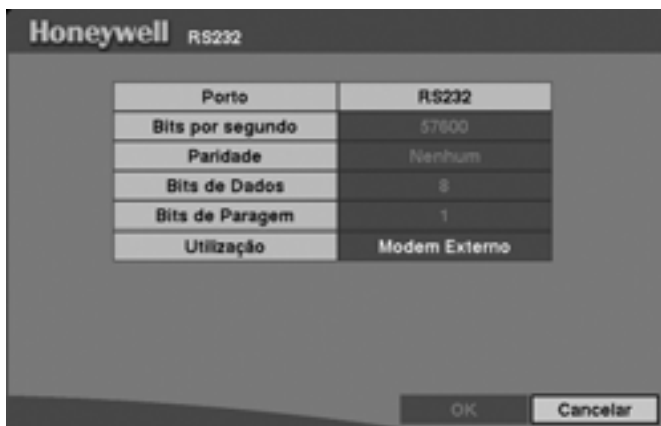 Honeywell RS232
Porto RS232
Bits por segundo 57600
Paridade Nenhum
Bits de Dados 8
Bits de Paragem 1
Utilização Modem Externo
OK Cancelar